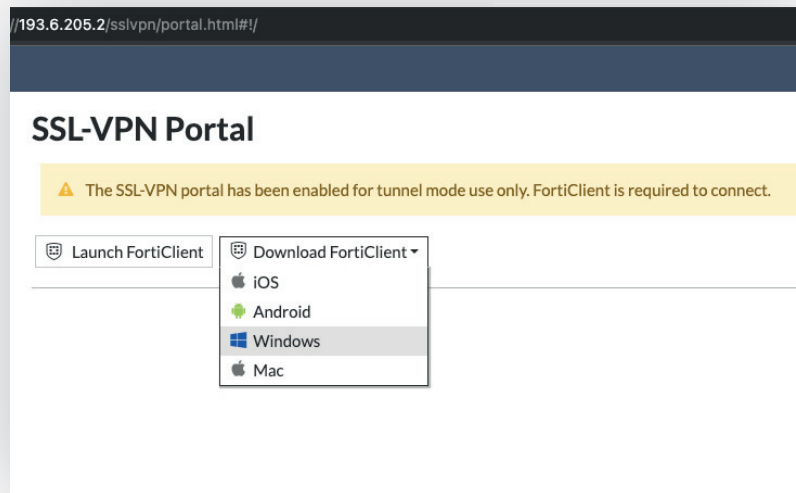 //193.6.205.2/sslvpn/portal.html#!/
SSL-VPN Portal
The SSL-VPN portal has been enabled for tunnel mode use only. FortiClient is required to connect.
Launch FortiClient
Download FortiClient
iOS
Android
Windows
Mac